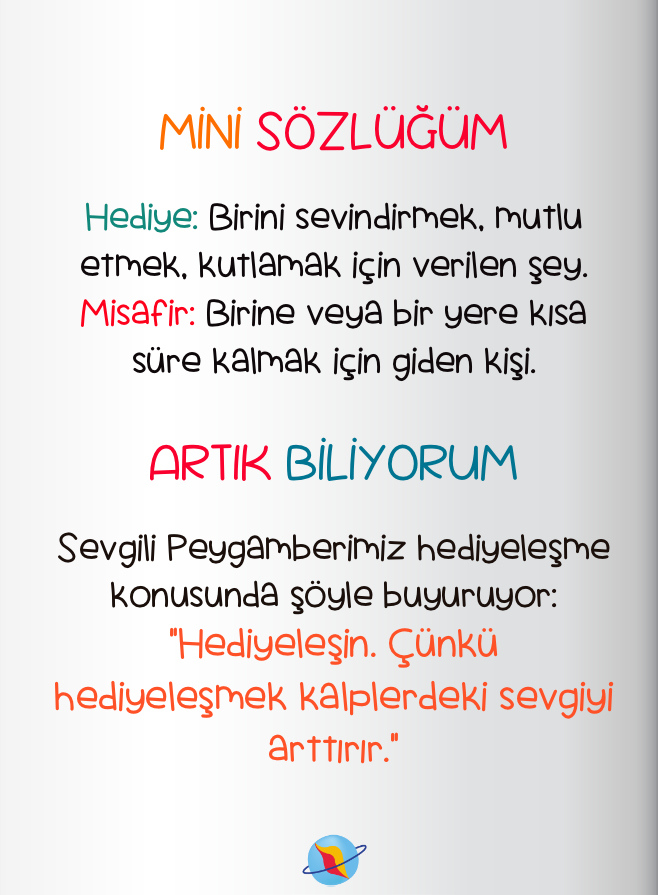 MİNİ SÖZLÜĞÜM
Hediye: Birini sevindirmek, mutlu
etmek, kutlamak için verilen şey.
Misafir: Birine veya bir yere kısa
süre kalmak için giden kişi.
ARTIK BİLİYORUM
Sevgili Peygamberimiz hediyeleşme
konusunda şöyle buyuruyor:
"Hediyeleşin. Çünkü
hediyeleşmek kalplerdeki sevgiyi
arttırır."